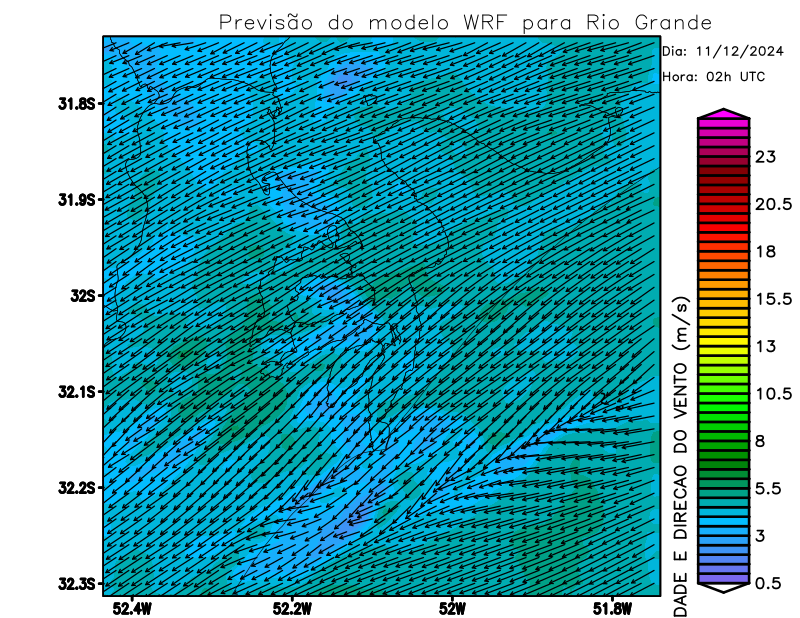 Previsão do modelo WRF para Rio Grande
Dia: 11/12/2024
Hora: 02h UTC
31.8S
31.9S
32S
32.1S
32.2S
32.3S
52.4W
52.2W
52W
51.8W
23
20.5
18
15.5
13
10.5
8
5.5
3
0.5
DADE E DIRECAO DO VENTO (m/s)